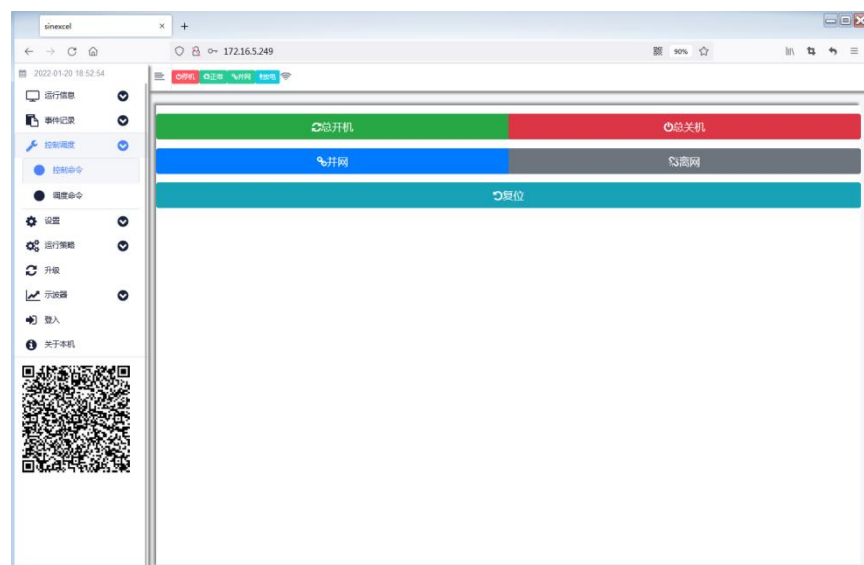 sinexcel
172.16.5.249
90%
2022-01-20 18:52:54
停机 正常 并网 放电
运行信息
事件记录
控制调度
控制命令
调度命令
设置
运行策略
升级
示波器
登入
关于本机
总开机 总关机
并网 离网
复位